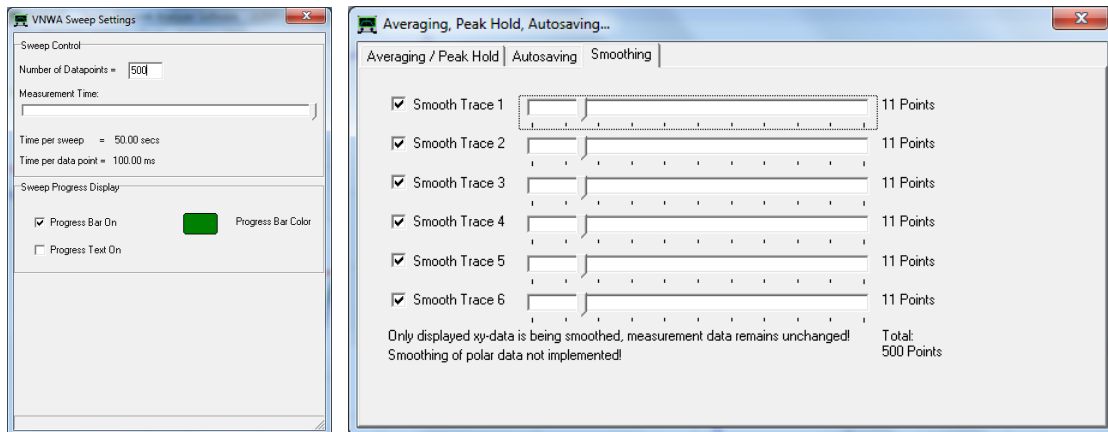 VNWA Sweep Settings
Sweep Control
Number of Datapoints = 500
Measurement Time:
Time per sweep = 50.00 secs
Time per data point = 100.00 ms
Sweep Progress Display
Progress Bar On
Progress Bar Color
Progress Text On
Averaging, Peak Hold, Autosaving...
Averaging / Peak Hold Autosaving Smoothing
Smooth Trace 1 11 Points
Smooth Trace 2 11 Points
Smooth Trace 3 11 Points
Smooth Trace 4 11 Points
Smooth Trace 5 11 Points
Smooth Trace 6 11 Points
Only displayed xy-data is being smoothed, measurement data remains unchanged!
Smoothing of polar data not implemented!
Total:
500 Points